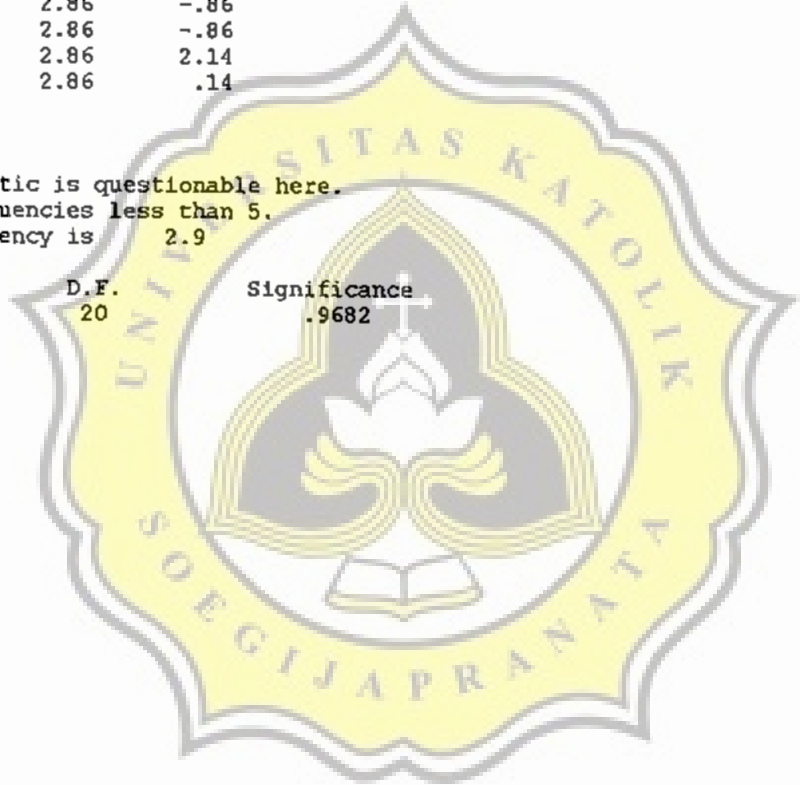 2.86 -.86
2.86 -.86
2.86 2.14
2.86 .14
tic is questionable here.
uencies less than 5.
ency is 2.9
D.F. Significance
20 .9682
UNIVERSITAS KATOLIK
SOEGIJAPRANATA